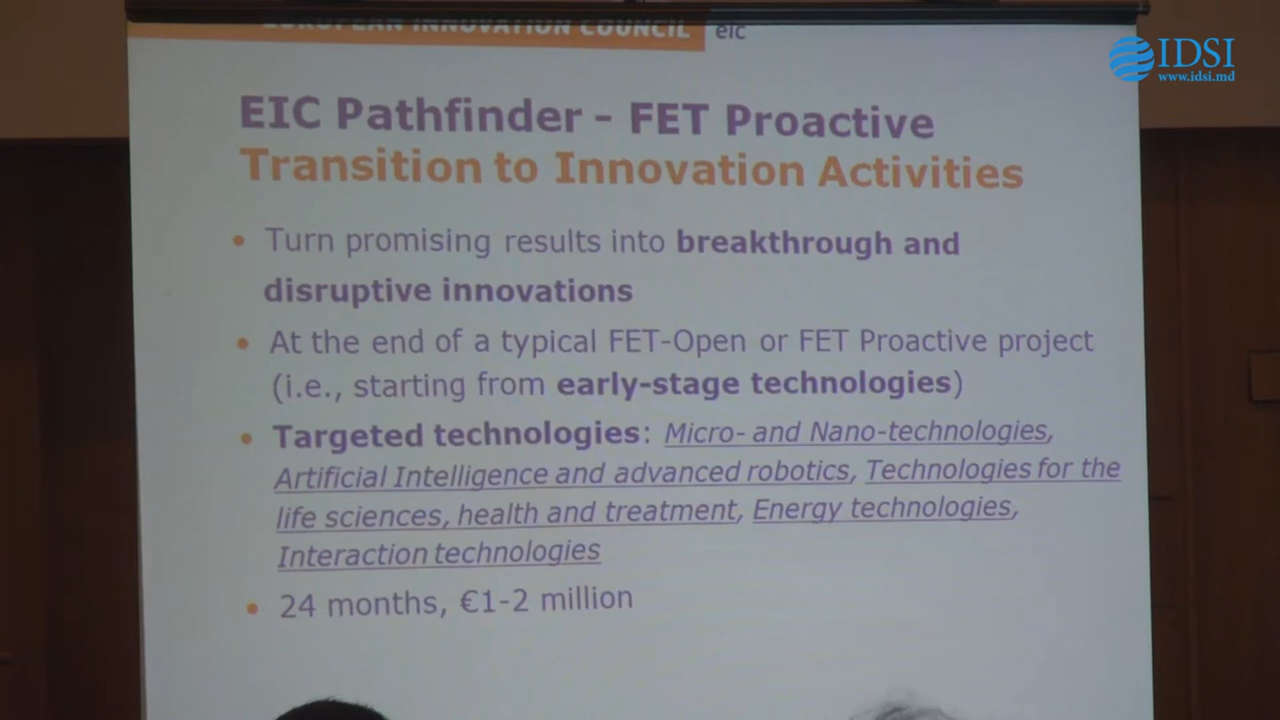 EUROPEAN INNOVATION COUNCIL eic
IDSI
www.idsi.md
EIC Pathfinder - FET Proactive
Transition to Innovation Activities
• Turn promising results into breakthrough and
disruptive innovations
• At the end of a typical FET-Open or FET Proactive project
(i.e., starting from early-stage technologies)
• Targeted technologies: Micro- and Nano-technologies,
Artificial Intelligence and advanced robotics, Technologies for the
life sciences, health and treatment, Energy technologies,
Interaction technologies
• 24 months, €1-2 million